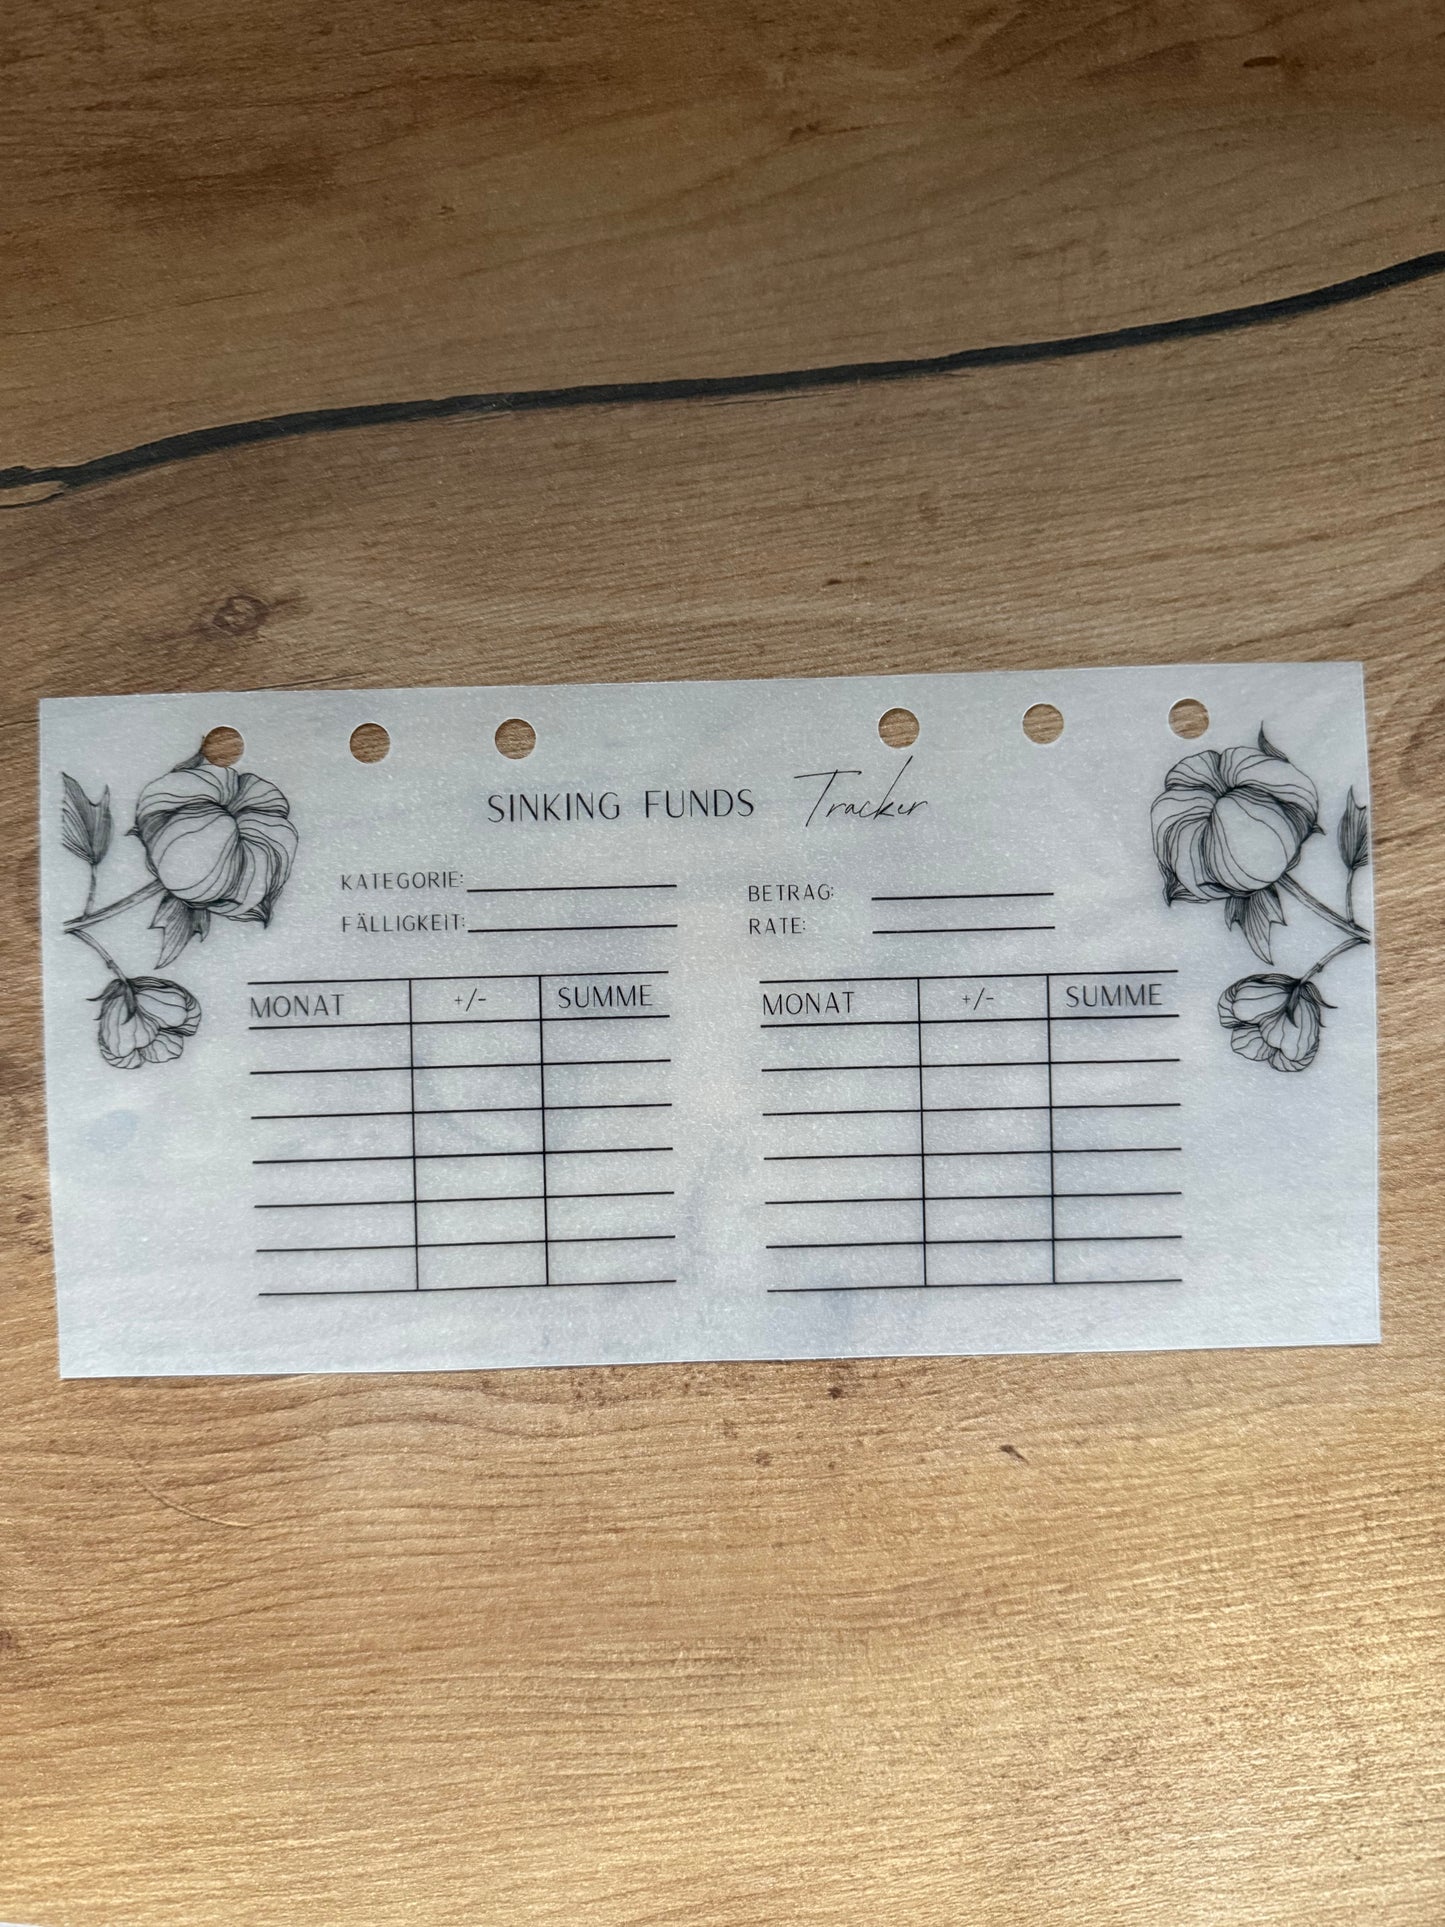 SINKING FUNDS Tracker
KATEGORIE:
FÄLLIGKEIT:
BETRAG:
RATE:
MONAT +/- SUMME
MONAT +/- SUMME